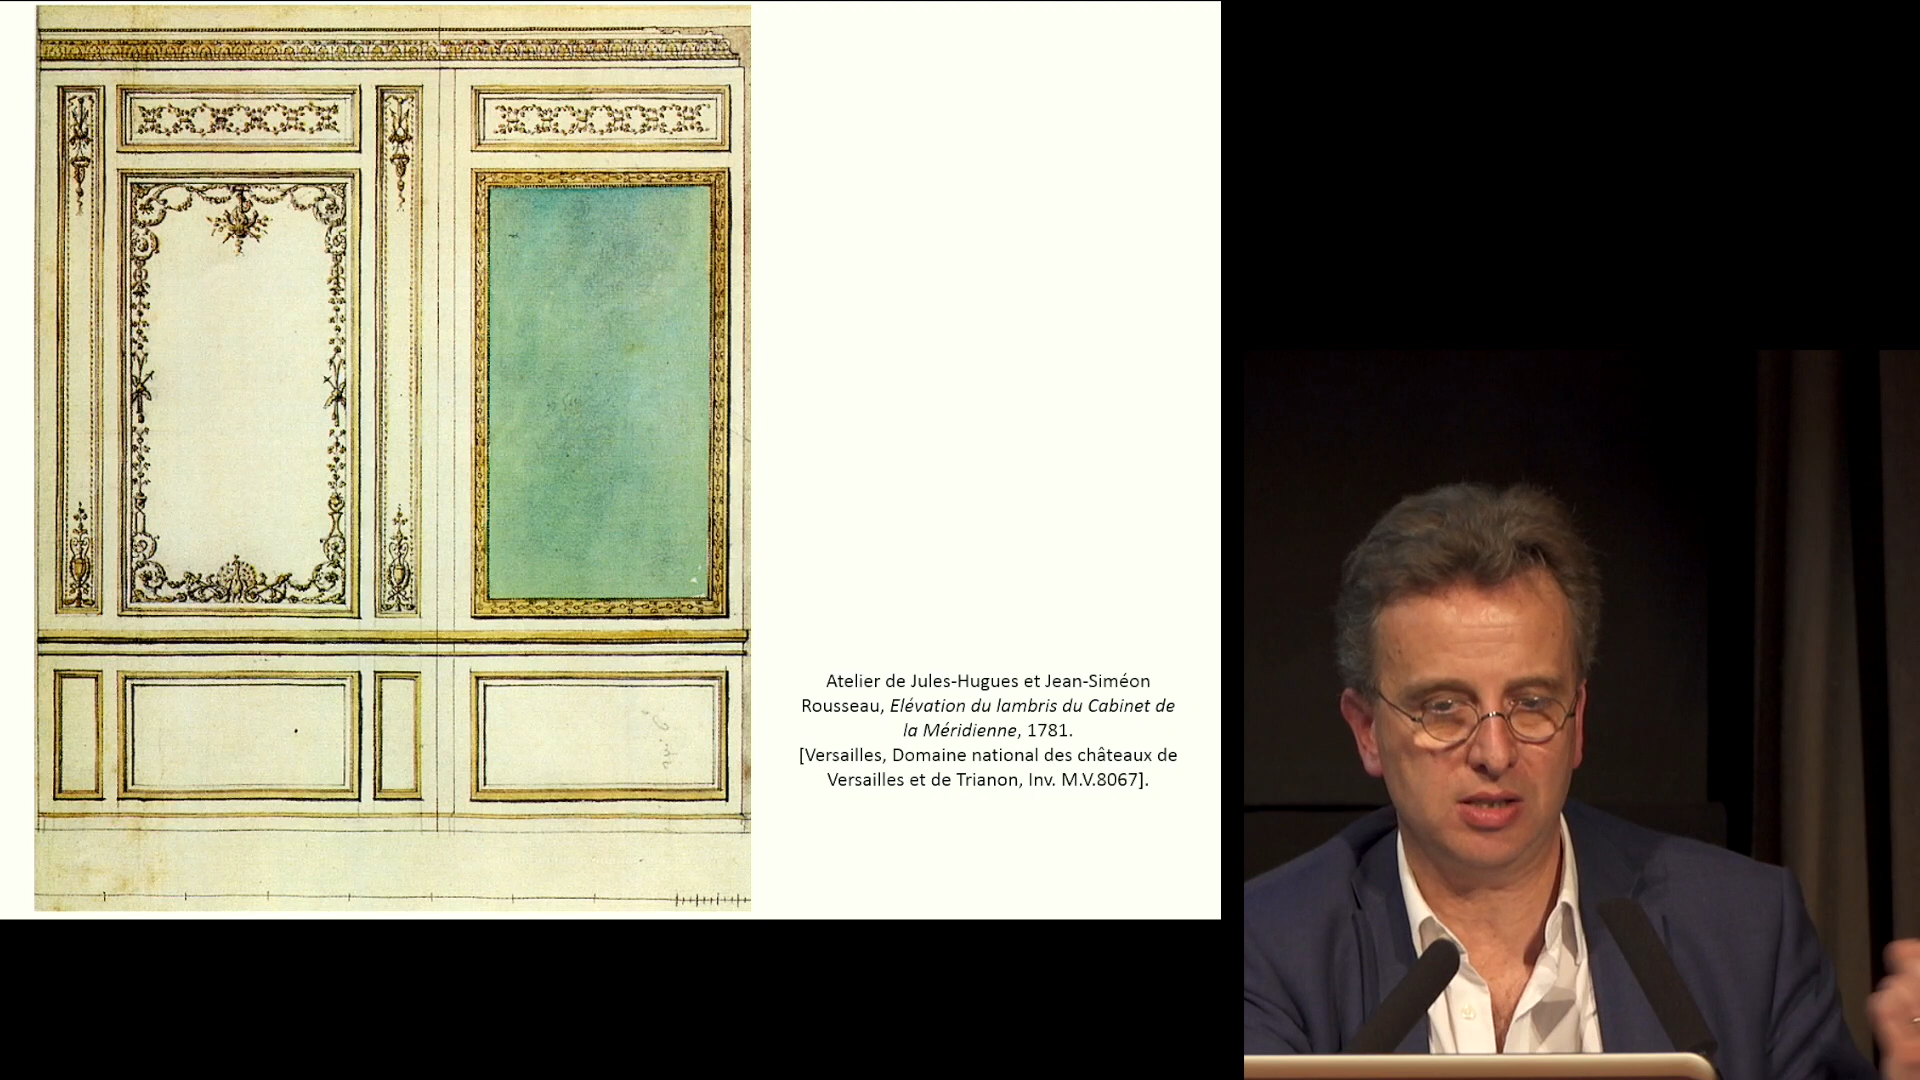 Atelier de Jules-Hugues et Jean-Siméon
Rousseau, Elévation du lambris du Cabinet de
la Méridienne, 1781.
[Versailles, Domaine national des châteaux de
Versailles et de Trianon, Inv. M.V.8067].